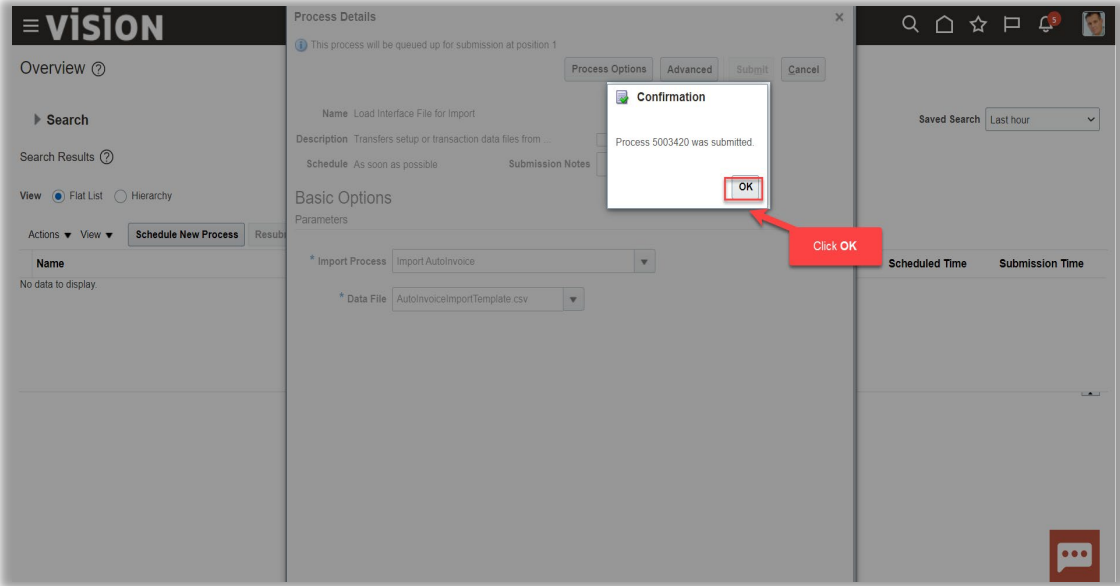 vision
5
Overview
Search
Saved Search Last hour
Search Results
View Flat List Hierarchy
Actions View Schedule New Process
Name Scheduled Time Submission Time
No data to display.
Process Details
This process will be queued up for submission at position 1
Process Options Advanced Submit Cancel
Name Load Interface File for Import
Description Transfers setup or transaction data files from ...
Schedule As soon as possible Submission Notes
Basic Options
Parameters
* Import Process Import AutoInvoice
* Data File AutoInvoiceImportTemplate.csv
Confirmation
Process 5003420 was submitted.
OK
Click OK